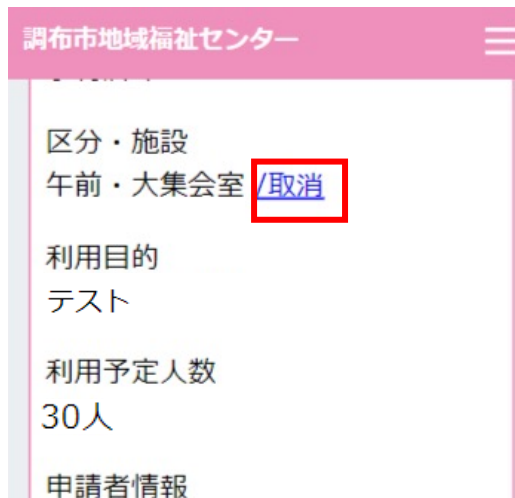 調布市地域福祉センター
区分・施設
午前・大集会室 /取消
利用目的
テスト
利用予定人数
30人
申請者情報